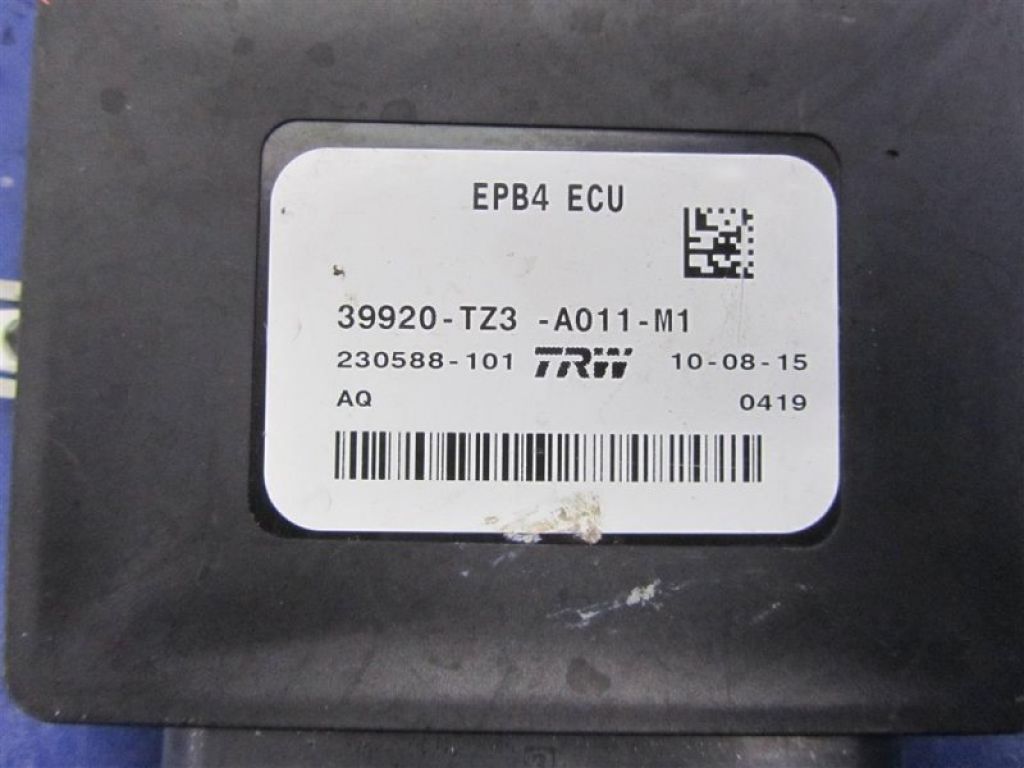 EPB4 ECU
39920-TZ3 -A011-M1
230588-101 TRW 10-08-15
AQ 0419